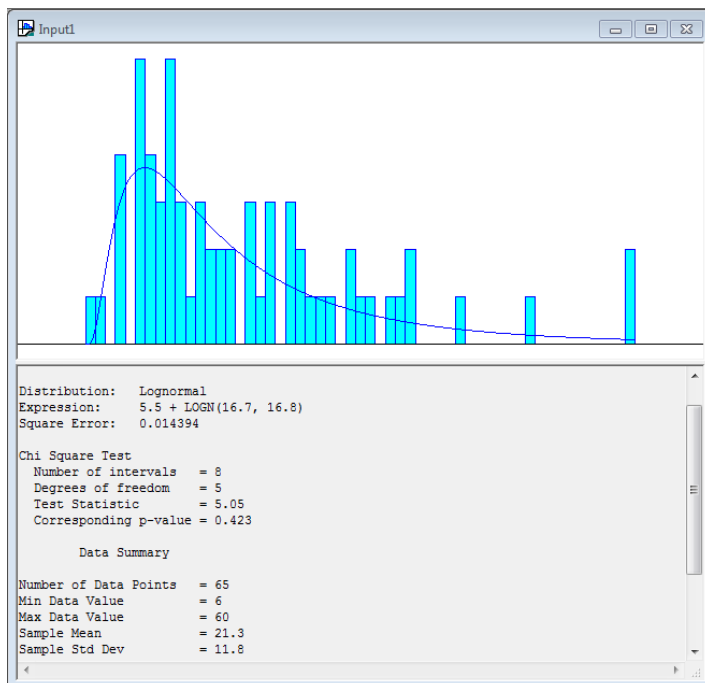 Input1
Distribution: Lognormal
Expression: 5.5 + LOGN(16.7, 16.8)
Square Error: 0.014394
Chi Square Test
Number of intervals = 8
Degrees of freedom = 5
Test Statistic = 5.05
Corresponding p-value = 0.423
Data Summary
Number of Data Points = 65
Min Data Value = 6
Max Data Value = 60
Sample Mean = 21.3
Sample Std Dev = 11.8